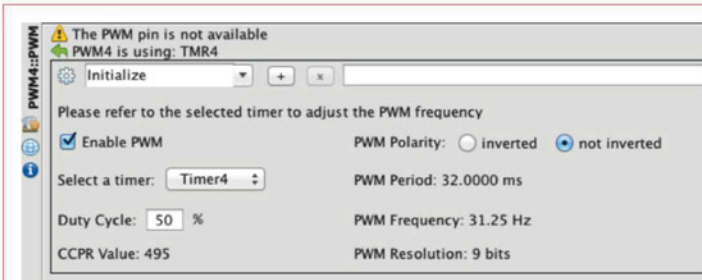 The PWM pin is not available
PWM4 is using: TMR4
PWM4::PWM
Initialize + x
Please refer to the selected timer to adjust the PWM frequency
Enable PWM PWM Polarity: inverted not inverted
Select a timer: Timer4 PWM Period: 32.0000 ms
Duty Cycle: 50 % PWM Frequency: 31.25 Hz
CCPR Value: 495 PWM Resolution: 9 bits